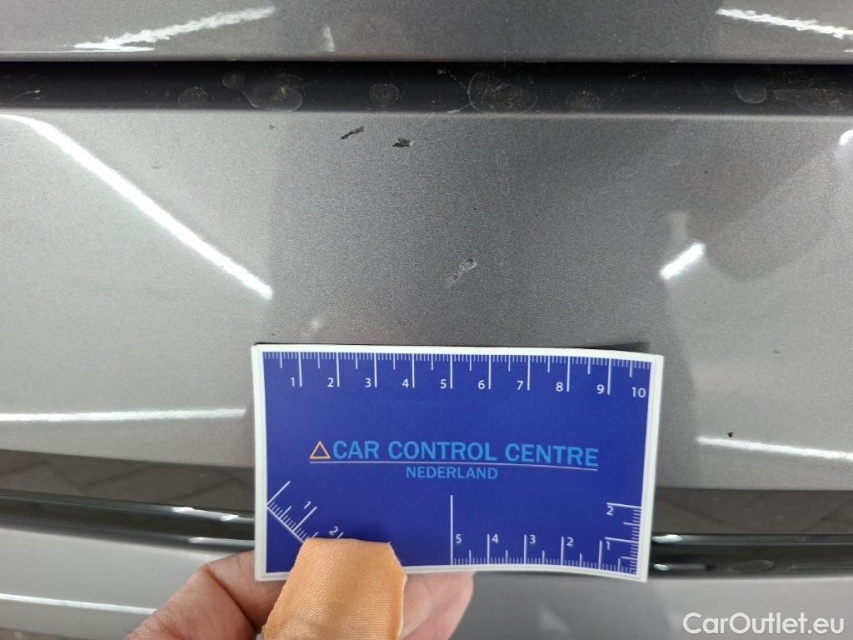 1 2 3 4 5 6 7 8 9 10
CAR CONTROL CENTRE
NEDERLAND
1 2
5 4 3 2 1
2
CarOutlet.eu